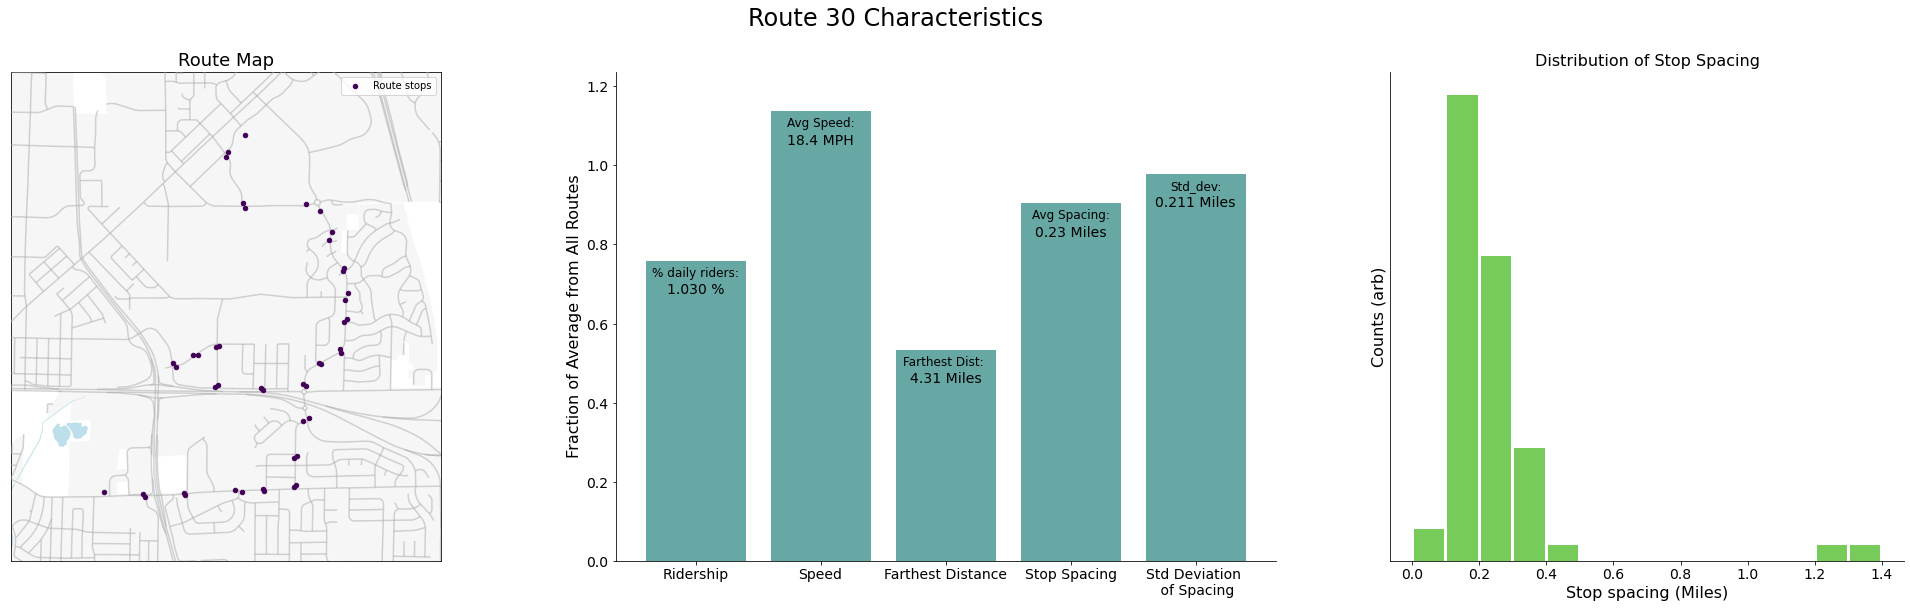 Route 30 Characteristics
Route Map
Route stops
Fraction of Average from All Routes
1.2
1.0
0.8
0.6
0.4
0.2
0.0
% daily riders:
1.030 %
Avg Speed:
18.4 MPH
Farthest Dist:
4.31 Miles
Avg Spacing:
0.23 Miles
Std_dev:
0.211 Miles
Ridership
Speed
Farthest Distance
Stop Spacing
Std Deviation
of Spacing
Distribution of Stop Spacing
Counts (arb)
0.0 0.2 0.4 0.6 0.8 1.0 1.2 1.4
Stop spacing (Miles)